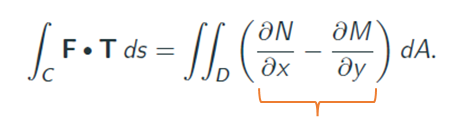 ∫_C F • T ds = ∬_D (∂N/∂x − ∂M/∂y) dA.